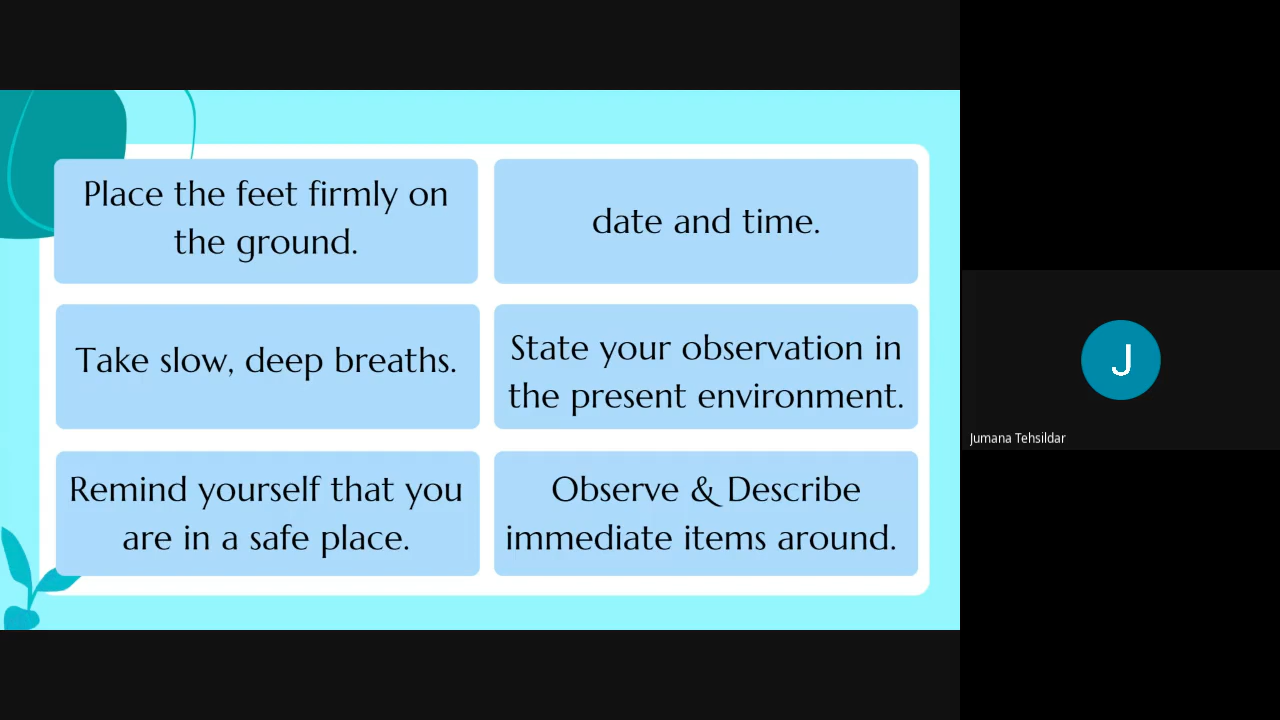 Place the feet firmly on
the ground.
date and time.
Take slow, deep breaths.
State your observation in
the present environment.
Remind yourself that you
are in a safe place.
Observe & Describe
immediate items around.
J
Jumana Tehsildar